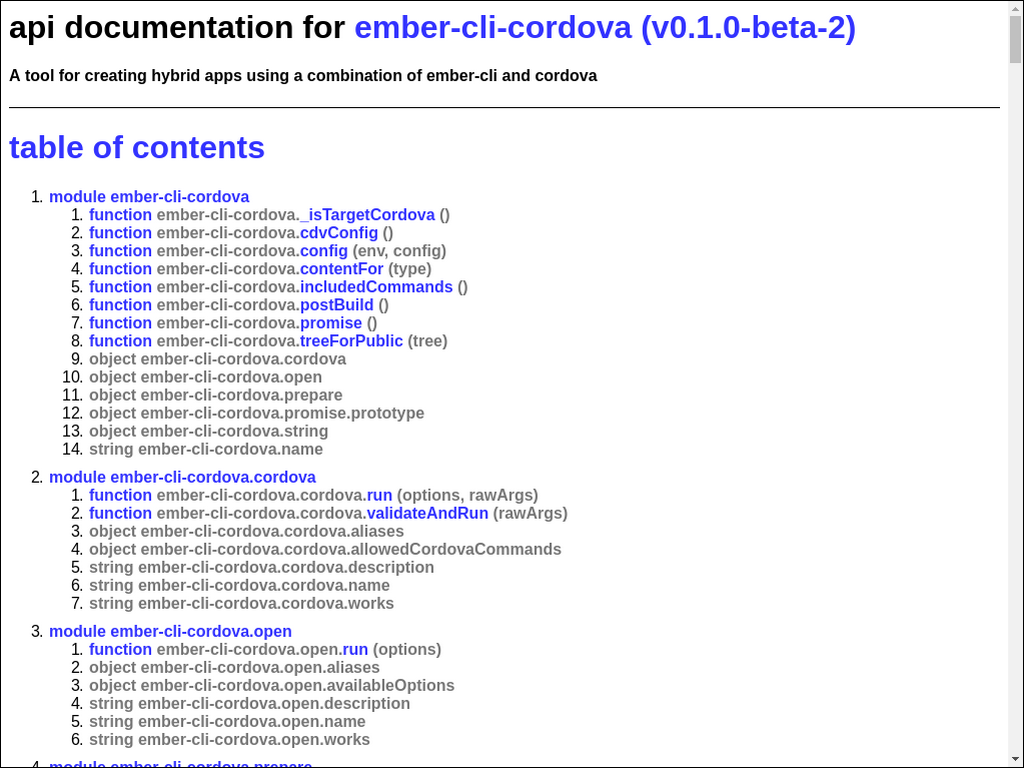 api documentation for ember-cli-cordova (v0.1.0-beta-2)
A tool for creating hybrid apps using a combination of ember-cli and cordova
table of contents
1. module ember-cli-cordova
1. function ember-cli-cordova._isTargetCordova ()
2. function ember-cli-cordova.cdvConfig ()
3. function ember-cli-cordova.config (env, config)
4. function ember-cli-cordova.contentFor (type)
5. function ember-cli-cordova.includedCommands ()
6. function ember-cli-cordova.postBuild ()
7. function ember-cli-cordova.promise ()
8. function ember-cli-cordova.treeForPublic (tree)
9. object ember-cli-cordova.cordova
10. object ember-cli-cordova.open
11. object ember-cli-cordova.prepare
12. object ember-cli-cordova.promise.prototype
13. object ember-cli-cordova.string
14. string ember-cli-cordova.name
2. module ember-cli-cordova.cordova
1. function ember-cli-cordova.cordova.run (options, rawArgs)
2. function ember-cli-cordova.cordova.validateAndRun (rawArgs)
3. object ember-cli-cordova.cordova.aliases
4. object ember-cli-cordova.cordova.allowedCordovaCommands
5. string ember-cli-cordova.cordova.description
6. string ember-cli-cordova.cordova.name
7. string ember-cli-cordova.cordova.works
3. module ember-cli-cordova.open
1. function ember-cli-cordova.open.run (options)
2. object ember-cli-cordova.open.aliases
3. object ember-cli-cordova.open.availableOptions
4. string ember-cli-cordova.open.description
5. string ember-cli-cordova.open.name
6. string ember-cli-cordova.open.works
4. module ember-cli-cordova.prepare